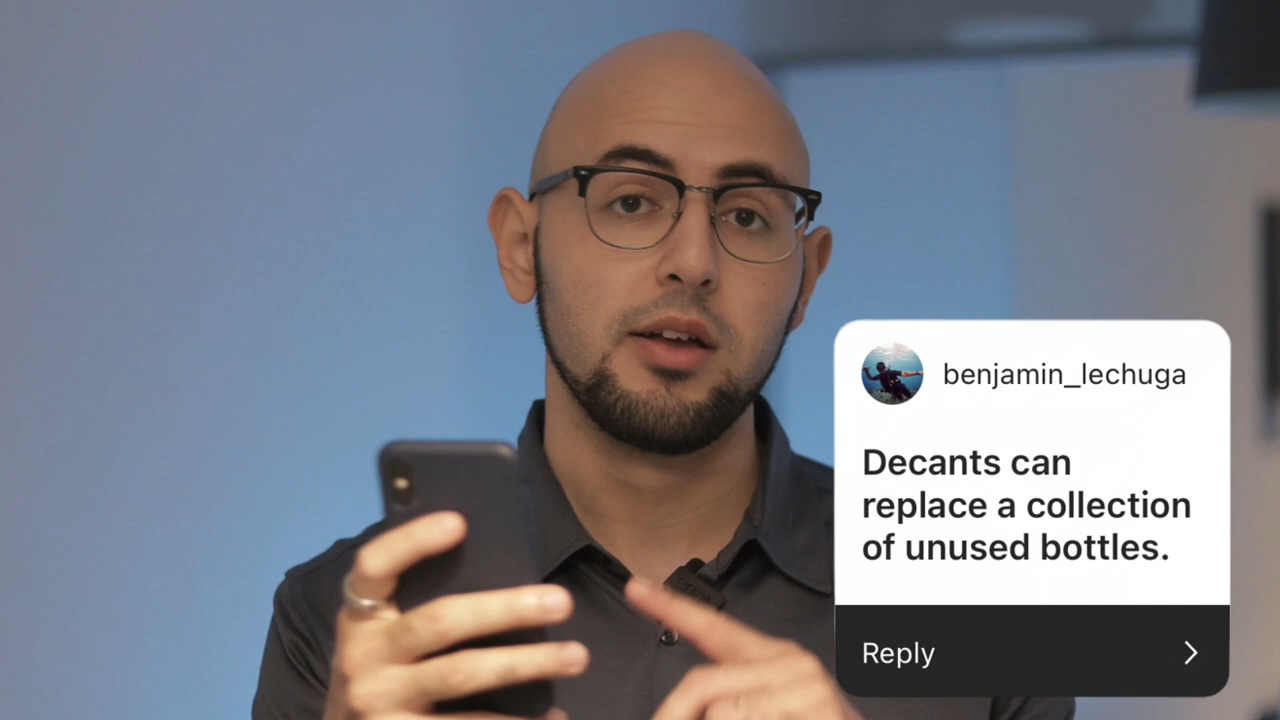 benjamin_lechuga
Decants can
replace a collection
of unused bottles.
Reply